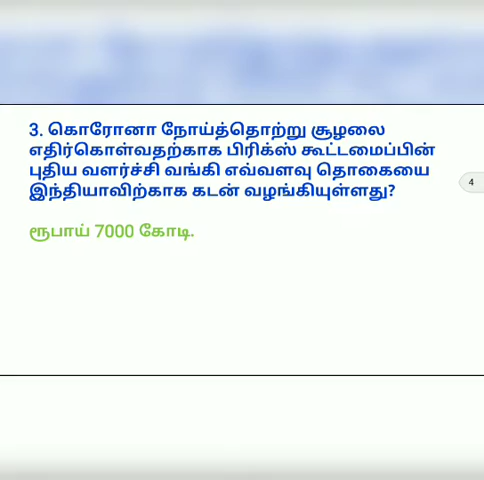 3. கொரோனா நோய்த்தொற்று சூழலை
எதிர்கொள்வதற்காக பிரிக்ஸ் கூட்டமைப்பின்
புதிய வளர்ச்சி வங்கி எவ்வளவு தொகையை
இந்தியாவிற்காக கடன் வழங்கியுள்ளது?
4
ரூபாய் 7000 கோடி.